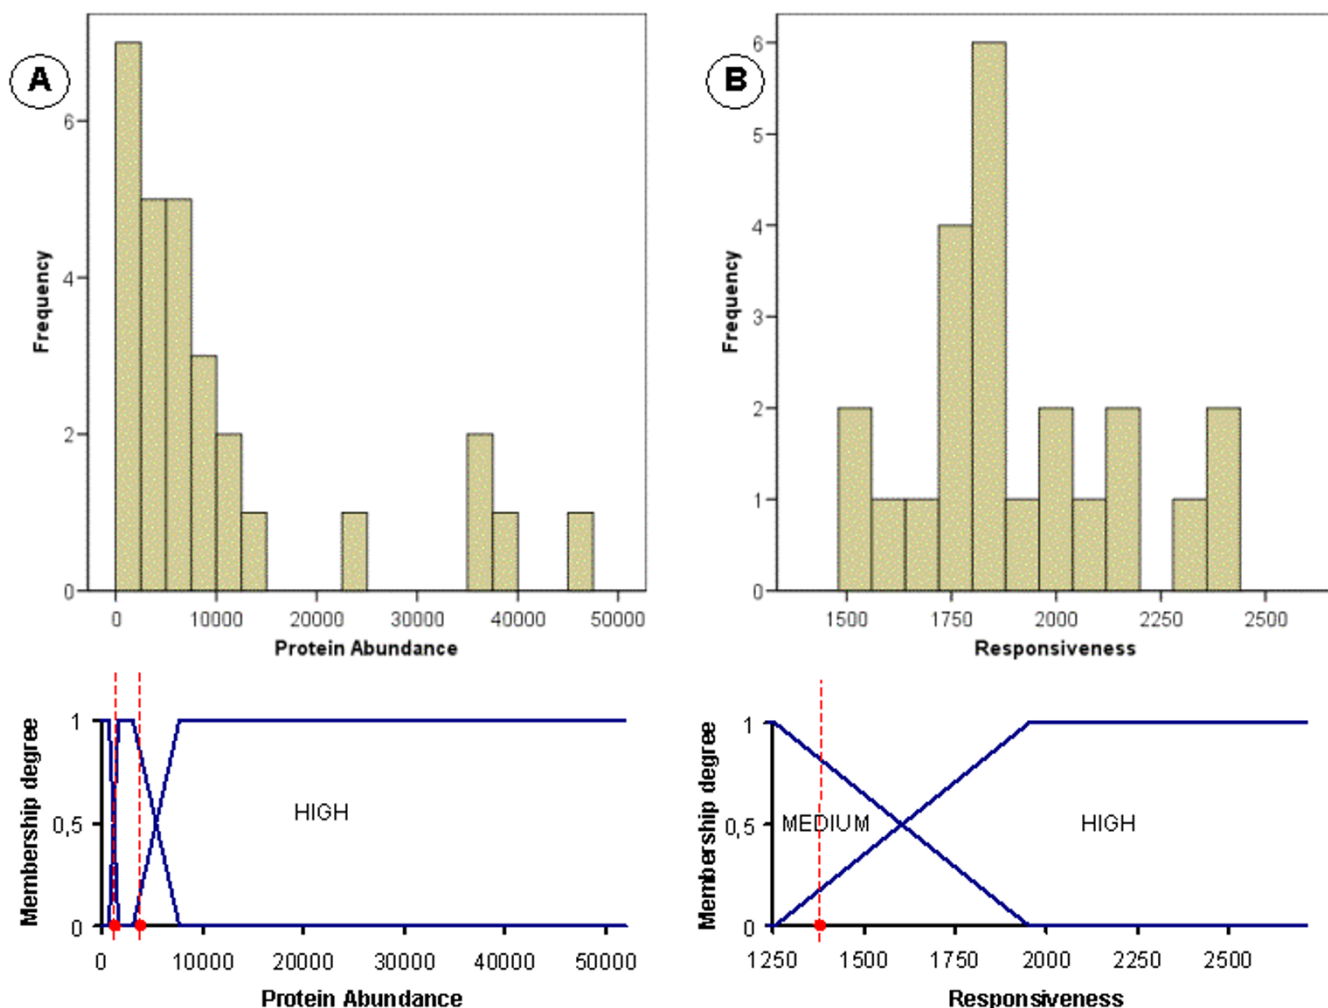 A
Frequency
6
4
2
0
0 10000 20000 30000 40000 50000
Protein Abundance
B
Frequency
6
5
4
3
2
1
0
1500 1750 2000 2250 2500
Responsiveness
Membership degree
1
0,5
0
HIGH
0 10000 20000 30000 40000 50000
Protein Abundance
Membership degree
1
0,5
0
MEDIUM HIGH
1250 1500 1750 2000 2250 2500
Responsiveness